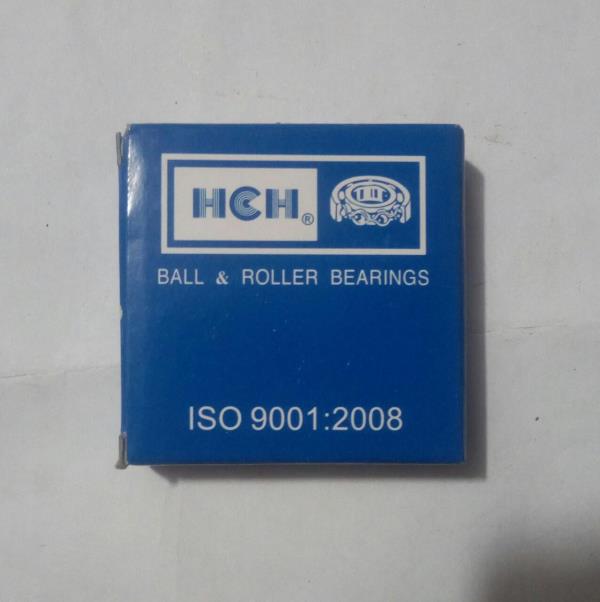 HCH ®
BALL & ROLLER BEARINGS
ISO 9001:2008